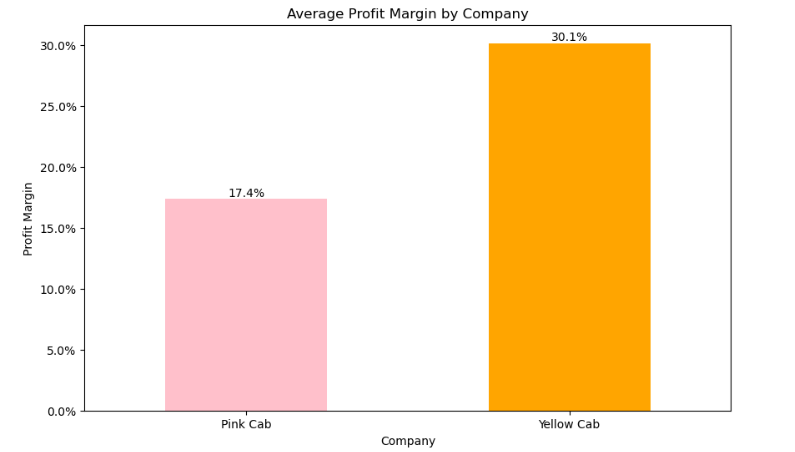 Average Profit Margin by Company
30.1%
30.0%
25.0%
20.0%
17.4%
15.0%
10.0%
5.0%
0.0%
Profit Margin
Pink Cab
Yellow Cab
Company